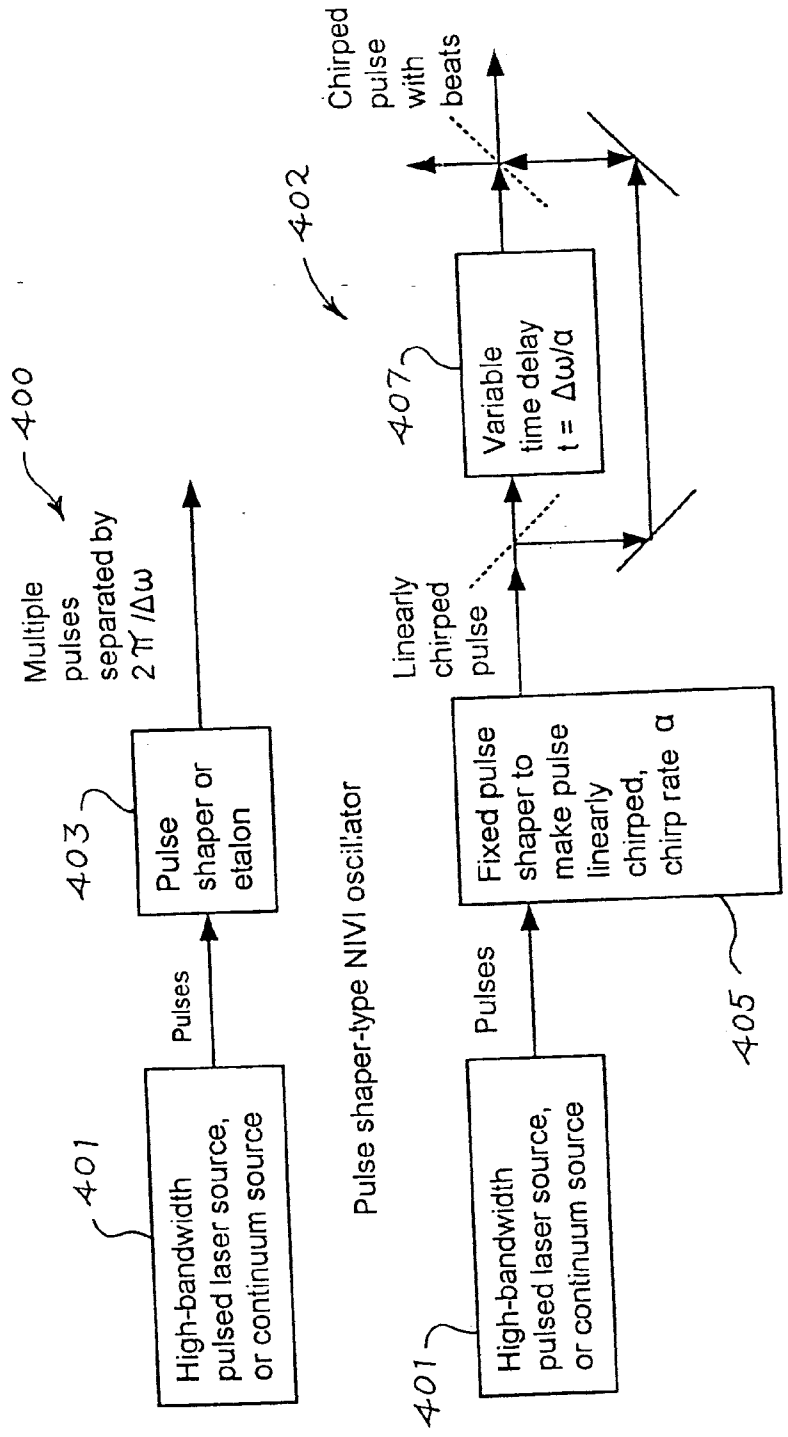 400
Multiple
pulses
separated by
2π/Δω
401
High-bandwidth
pulsed laser source,
or continuum source
Pulses
403
Pulse
shaper or
etalon
Pulse shaper-type NIVI oscillator
402
401
High-bandwidth
pulsed laser source,
or continuum source
Pulses
405
Fixed pulse
shaper to
make pulse
linearly
chirped,
chirp rate α
Linearly
chirped
pulse
407
Variable
time delay
t = Δω/α
Chirped
pulse
with
beats